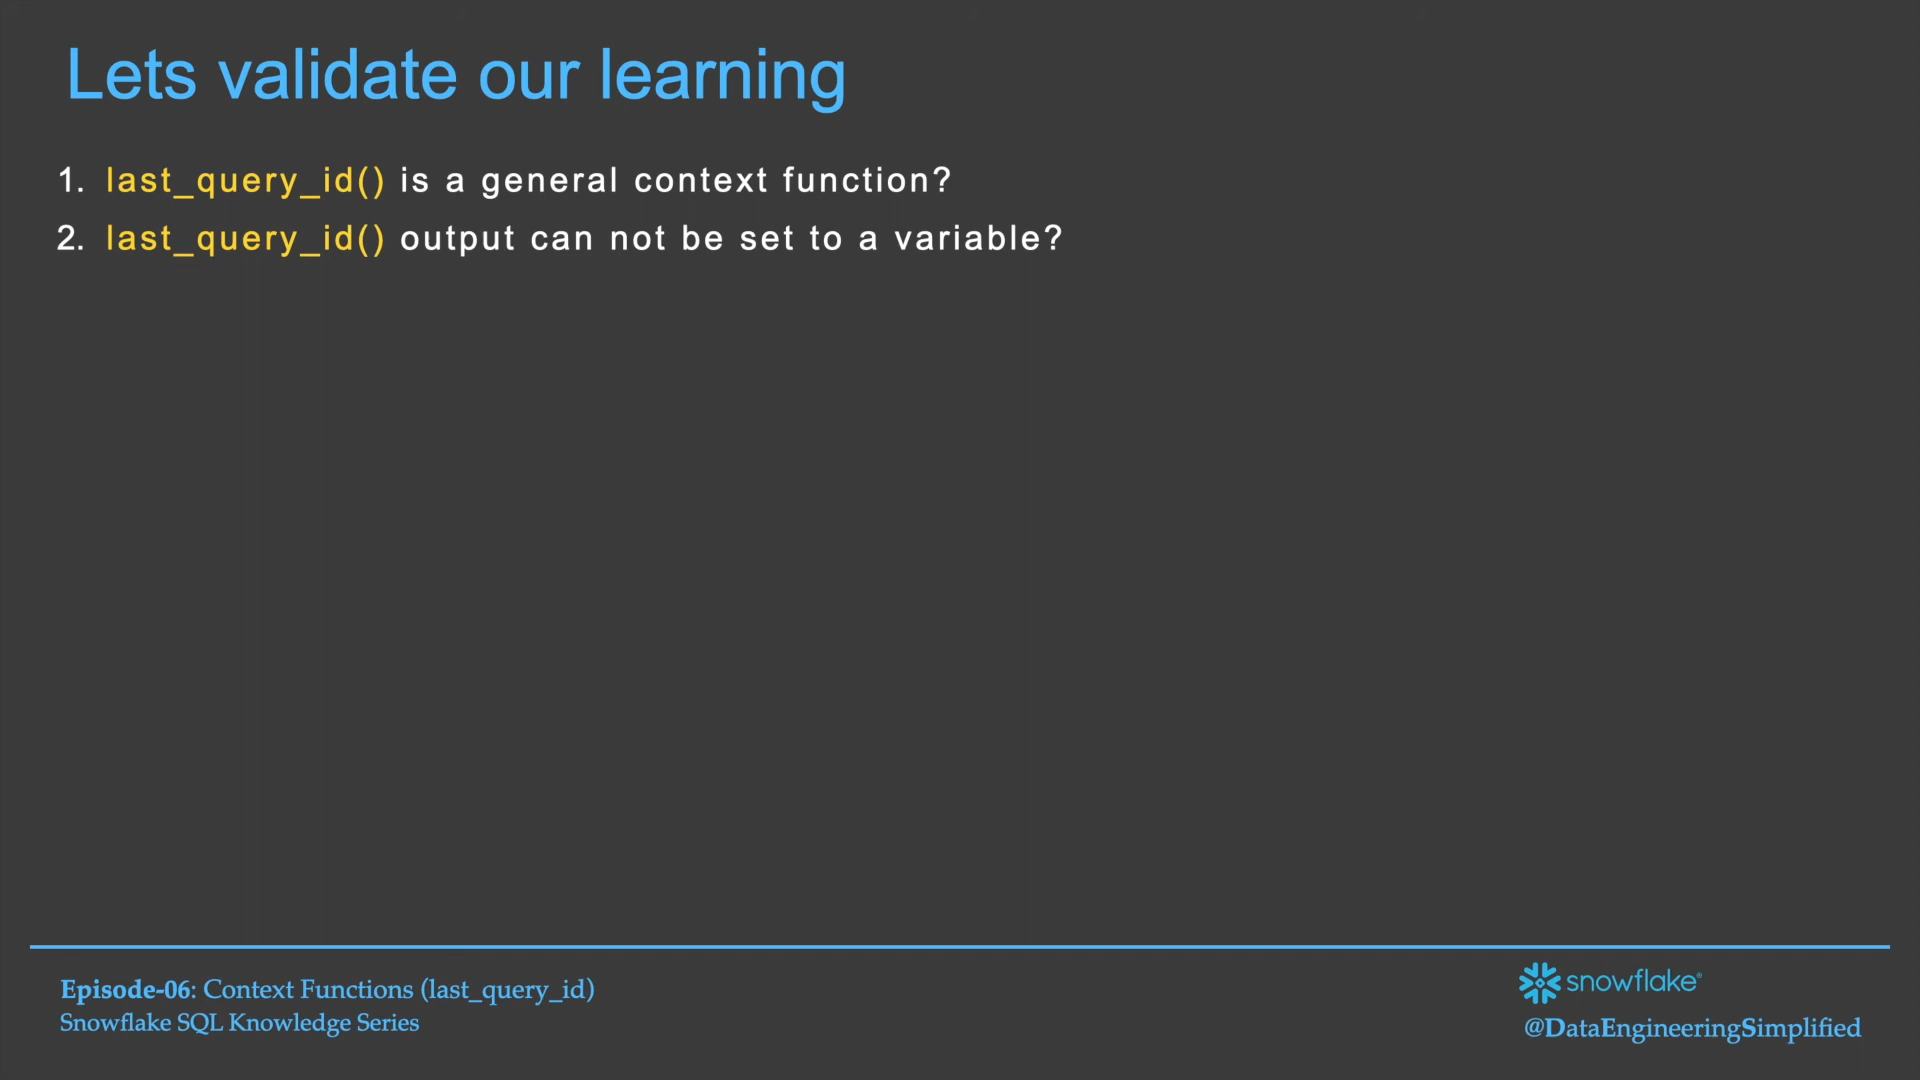 Lets validate our learning
1. last_query_id() is a general context function?
2. last_query_id() output can not be set to a variable?
Episode-06: Context Functions (last_query_id)
Snowflake SQL Knowledge Series
snowflake®
@DataEngineeringSimplified